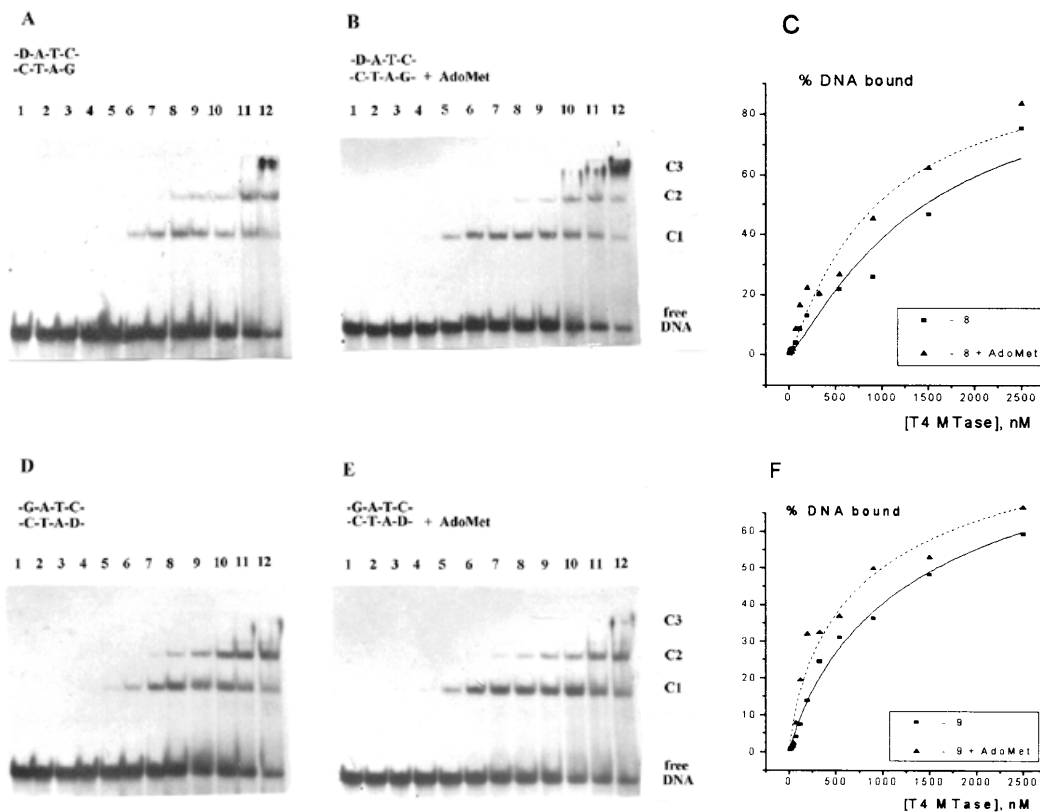 A
-D-A-T-C-
-C-T-A-G
1 2 3 4 5 6 7 8 9 10 11 12
B
-D-A-T-C-
-C-T-A-G- + AdoMet
1 2 3 4 5 6 7 8 9 10 11 12
C3
C2
C1
free
DNA
C
% DNA bound
80
60
40
20
0
- 8
- 8 + AdoMet
0 500 1000 1500 2000 2500
[T4 MTase], nM
D
-G-A-T-C-
-C-T-A-D-
1 2 3 4 5 6 7 8 9 10 11 12
E
-G-A-T-C-
-C-T-A-D- + AdoMet
1 2 3 4 5 6 7 8 9 10 11 12
C3
C2
C1
free
DNA
F
% DNA bound
70
60
50
40
30
20
10
0
- 9
- 9 + AdoMet
0 500 1000 1500 2000 2500
[T4 MTase], nM